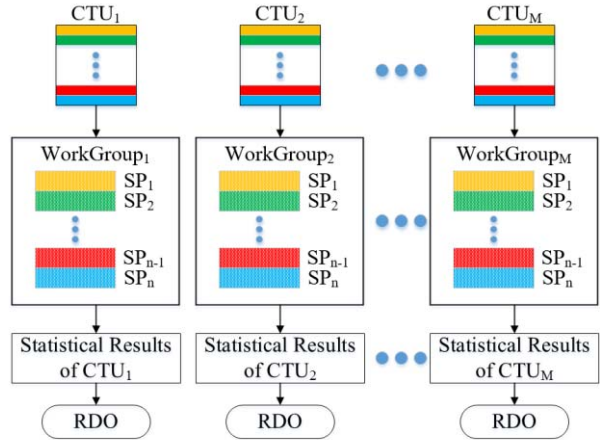 CTU₁ CTU₂ CTUM
WorkGroup₁ WorkGroup₂ WorkGroupM
SP₁ SP₁ SP₁
SP₂ SP₂ SP₂
SPn-1 SPn-1 SPn-1
SPn SPn SPn
Statistical Results Statistical Results Statistical Results
of CTU₁ of CTU₂ of CTUM
RDO RDO RDO